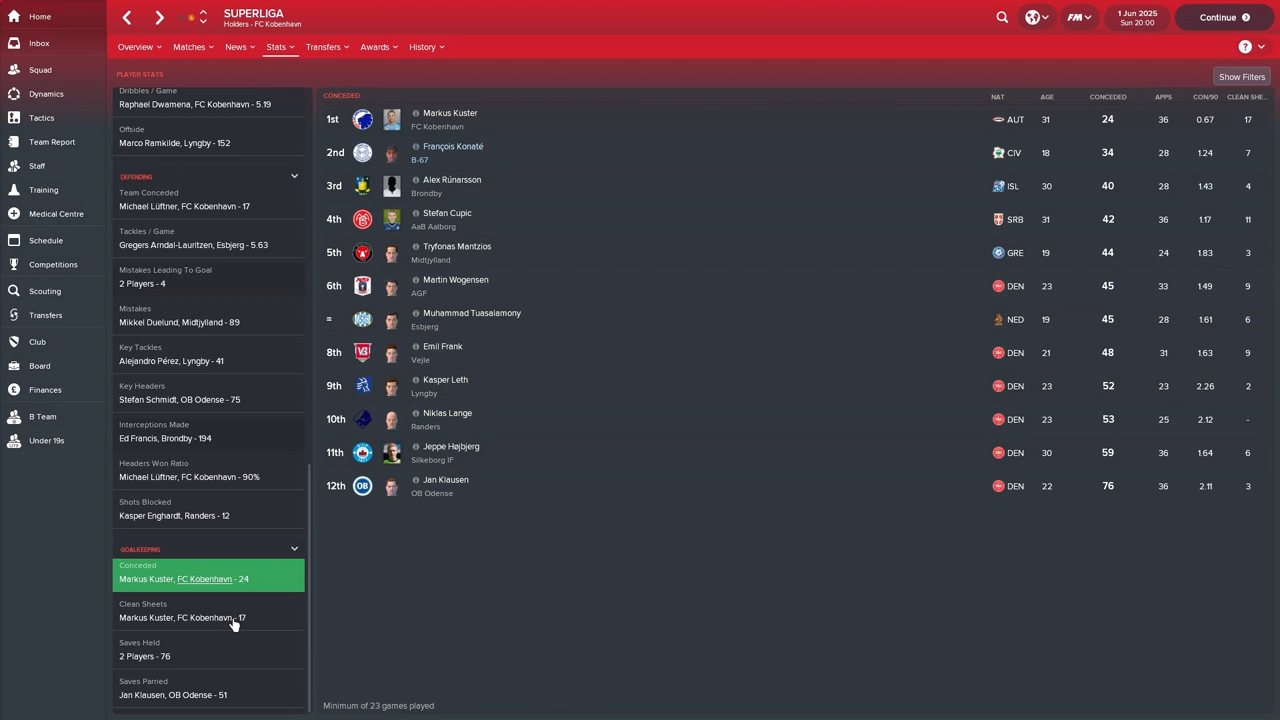 Home
Inbox
Squad
Dynamics
Tactics
Team Report
Staff
Training
Medical Centre
Schedule
Competitions
Scouting
Transfers
Club
Board
Finances
B Team
Under 19s
SUPERLIGA
Holders - FC Kobenhavn
FM
1 Jun 2025
Sun 20:00
Continue
Overview
Matches
News
Stats
Transfers
Awards
History
?
PLAYER STATS
Show Filters
Dribbles / Game
Raphael Dwamena, FC Kobenhavn - 5.19
Offside
Marco Ramkilde, Lyngby - 152
DEFENDING
Team Conceded
Michael Lüftner, FC Kobenhavn - 17
Tackles / Game
Gregers Arndal-Lauritzen, Esbjerg - 5.63
Mistakes Leading To Goal
2 Players - 4
Mistakes
Mikkel Duelund, Midtjylland - 89
Key Tackles
Alejandro Pérez, Lyngby - 41
Key Headers
Stefan Schmidt, OB Odense - 75
Interceptions Made
Ed Francis, Brondby - 194
Headers Won Ratio
Michael Lüftner, FC Kobenhavn - 90%
Shots Blocked
Kasper Enghardt, Randers - 12
GOALKEEPING
Conceded
Markus Kuster, FC Kobenhavn - 24
Clean Sheets
Markus Kuster, FC Kobenhavn - 17
Saves Held
2 Players - 76
Saves Parried
Jan Klausen, OB Odense - 51
CONCEDED NAT AGE CONCEDED APPS CON/90 CLEAN SHE...
1st Markus Kuster FC Kobenhavn AUT 31 24 36 0.67 17
2nd François Konaté B-67 CIV 18 34 28 1.24 7
3rd Alex Rúnarsson Brondby ISL 30 40 28 1.43 4
4th Stefan Cupic AaB Aalborg SRB 31 42 36 1.17 11
5th Tryfonas Mantzios Midtjylland GRE 19 44 24 1.83 3
6th Martin Wogensen AGF DEN 23 45 33 1.49 9
= Muhammad Tuasalamony Esbjerg NED 19 45 28 1.61 6
8th Emil Frank Vejle DEN 21 48 31 1.63 9
9th Kasper Leth Lyngby DEN 23 52 23 2.26 2
10th Niklas Lange Randers DEN 23 53 25 2.12 -
11th Jeppe Højbjerg Silkeborg IF DEN 30 59 36 1.64 6
12th OB Jan Klausen OB Odense DEN 22 76 36 2.11 3
Minimum of 23 games played